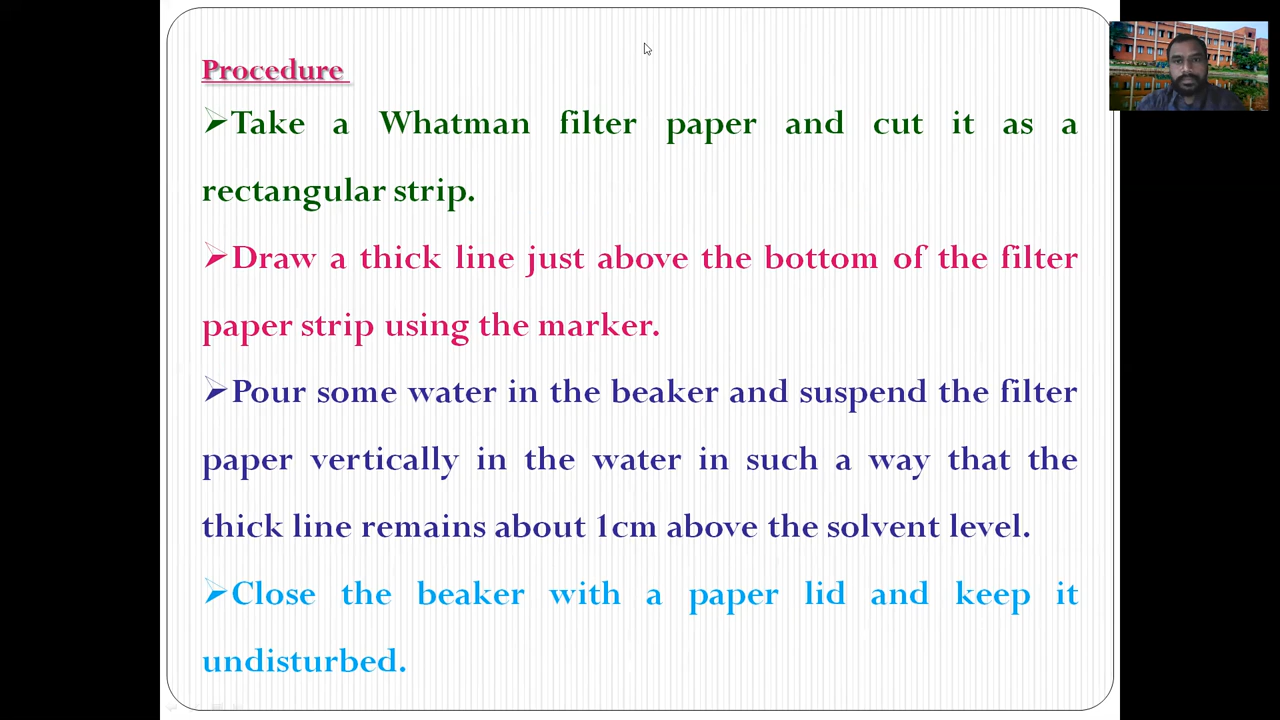 Procedure
➢Take a Whatman filter paper and cut it as a
rectangular strip.
➢Draw a thick line just above the bottom of the filter
paper strip using the marker.
➢Pour some water in the beaker and suspend the filter
paper vertically in the water in such a way that the
thick line remains about 1cm above the solvent level.
➢Close the beaker with a paper lid and keep it
undisturbed.